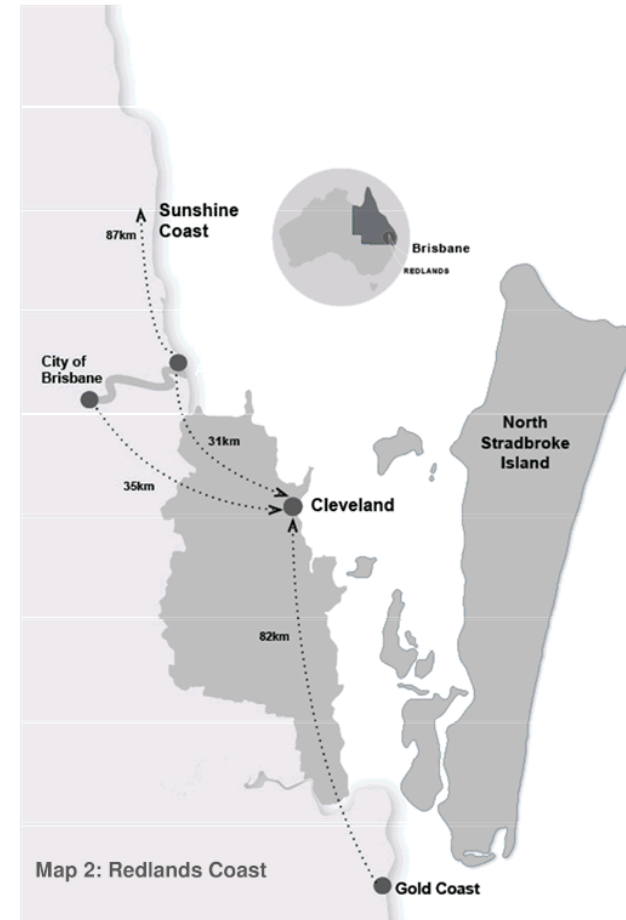 Sunshine
Coast
87km
Brisbane
REDLANDS
City of
Brisbane
North
Stradbroke
Island
31km
35km
Cleveland
82km
Map 2: Redlands Coast
Gold Coast